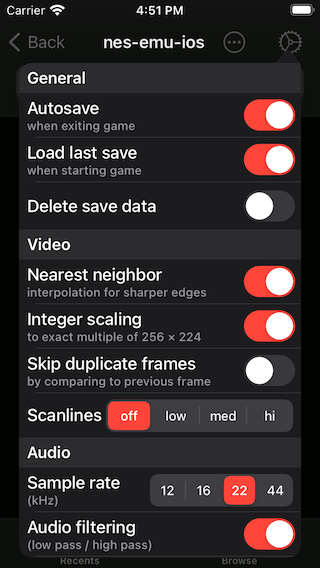 Carrier 4:51 PM
Back nes-emu-ios
General
Autosave
when exiting game
Load last save
when starting game
Delete save data
Video
Nearest neighbor
interpolation for sharper edges
Integer scaling
to exact multiple of 256 × 224
Skip duplicate frames
by comparing to previous frame
Scanlines off low med hi
Audio
Sample rate 12 16 22 44
(kHz)
Audio filtering
(low pass / high pass)
Recents Browse